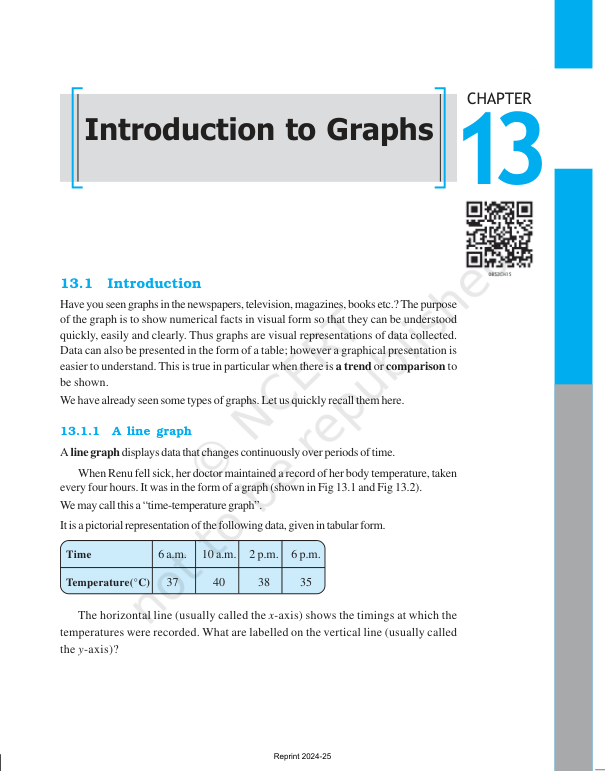 CHAPTER
Introduction to Graphs
13
13.1 Introduction
Have you seen graphs in the newspapers, television, magazines, books etc.? The purpose
of the graph is to show numerical facts in visual form so that they can be understood
quickly, easily and clearly. Thus graphs are visual representations of data collected.
Data can also be presented in the form of a table; however a graphical presentation is
easier to understand. This is true in particular when there is a trend or comparison to
be shown.
We have already seen some types of graphs. Let us quickly recall them here.
13.1.1 A line graph
A line graph displays data that changes continuously over periods of time.
When Renu fell sick, her doctor maintained a record of her body temperature, taken
every four hours. It was in the form of a graph (shown in Fig 13.1 and Fig 13.2).
We may call this a “time-temperature graph”.
It is a pictorial representation of the following data, given in tabular form.
Time 6 a.m. 10 a.m. 2 p.m. 6 p.m.
Temperature(°C) 37 40 38 35
The horizontal line (usually called the x-axis) shows the timings at which the
temperatures were recorded. What are labelled on the vertical line (usually called
the y-axis)?
© NCERT
not to be republished
Reprint 2024-25